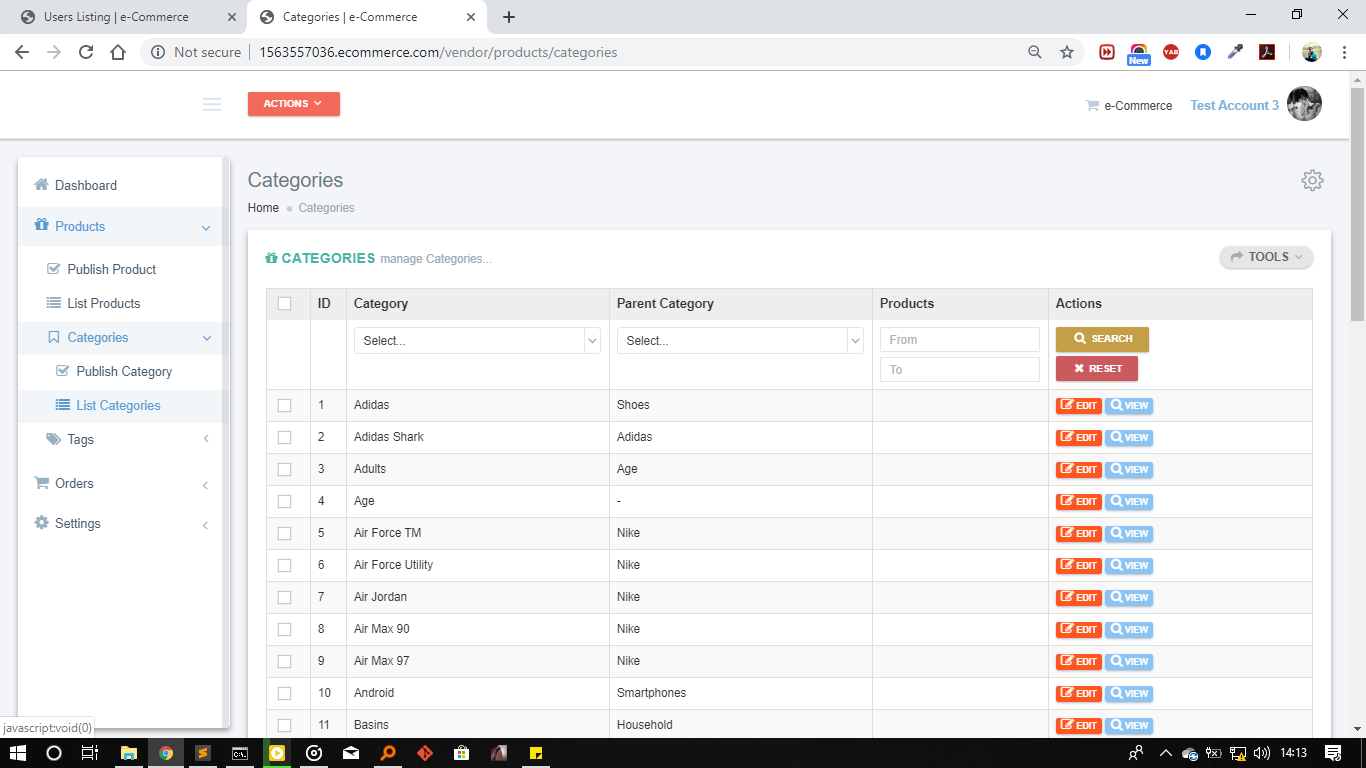 Users Listing | e-Commerce
Categories | e-Commerce
Not secure | 1563557036.ecommerce.com/vendor/products/categories
YAB
New
ACTIONS
e-Commerce Test Account 3
Dashboard
Products
Publish Product
List Products
Categories
Publish Category
List Categories
Tags
Orders
Settings
Categories
Home Categories
CATEGORIES manage Categories...
TOOLS
ID Category Parent Category Products Actions
Select... Select... From SEARCH
To RESET
1 Adidas Shoes EDIT VIEW
2 Adidas Shark Adidas EDIT VIEW
3 Adults Age EDIT VIEW
4 Age - EDIT VIEW
5 Air Force TM Nike EDIT VIEW
6 Air Force Utility Nike EDIT VIEW
7 Air Jordan Nike EDIT VIEW
8 Air Max 90 Nike EDIT VIEW
9 Air Max 97 Nike EDIT VIEW
10 Android Smartphones EDIT VIEW
11 Basins Household EDIT VIEW
javascript:void(0)
14:13